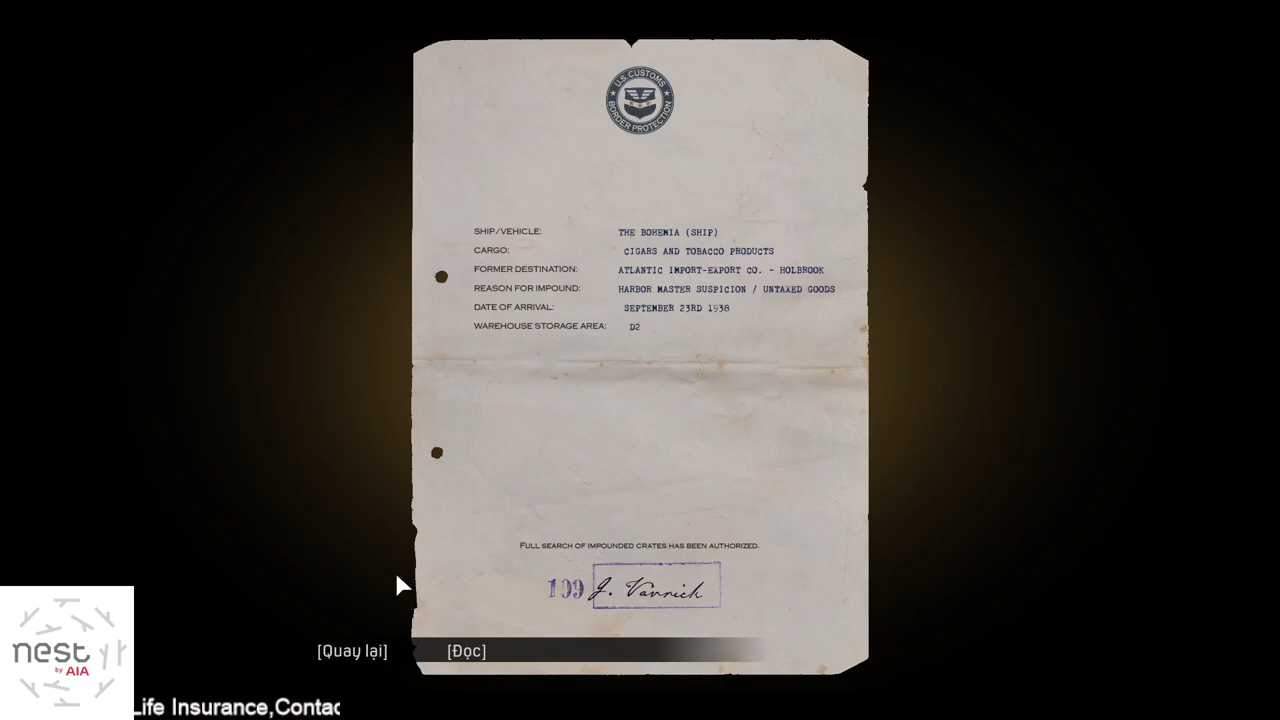 U.S. CUSTOMS
BORDER PROTECTION
SHIP/VEHICLE: THE BOHEMIA (SHIP)
CARGO: CIGARS AND TOBACCO PRODUCTS
FORMER DESTINATION: ATLANTIC IMPORT-EXPORT CO. - HOLBROOK
REASON FOR IMPOUND: HARBOR MASTER SUSPICION / UNTAXED GOODS
DATE OF ARRIVAL: SEPTEMBER 23RD 1938
WAREHOUSE STORAGE AREA: D2
FULL SEARCH OF IMPOUNDED CRATES HAS BEEN AUTHORIZED.
109 J. Vavrich
[Quay lại] [Đọc]
nest
by AIA
Life Insurance,Contac